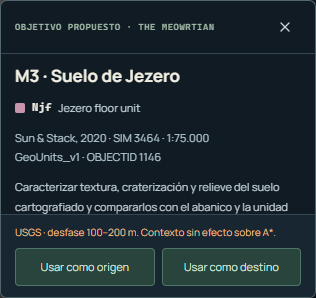 OBJETIVO PROPUESTO · THE MEOWRTIAN
M3 · Suelo de Jezero
Njf Jezero floor unit
Sun & Stack, 2020 · SIM 3464 · 1:75.000
GeoUnits_v1 · OBJECTID 1146
Caracterizar textura, craterización y relieve del suelo
cartografiado y compararlos con el abanico y la unidad
USGS · desfase 100–200 m. Contexto sin efecto sobre A*.
Usar como origen
Usar como destino